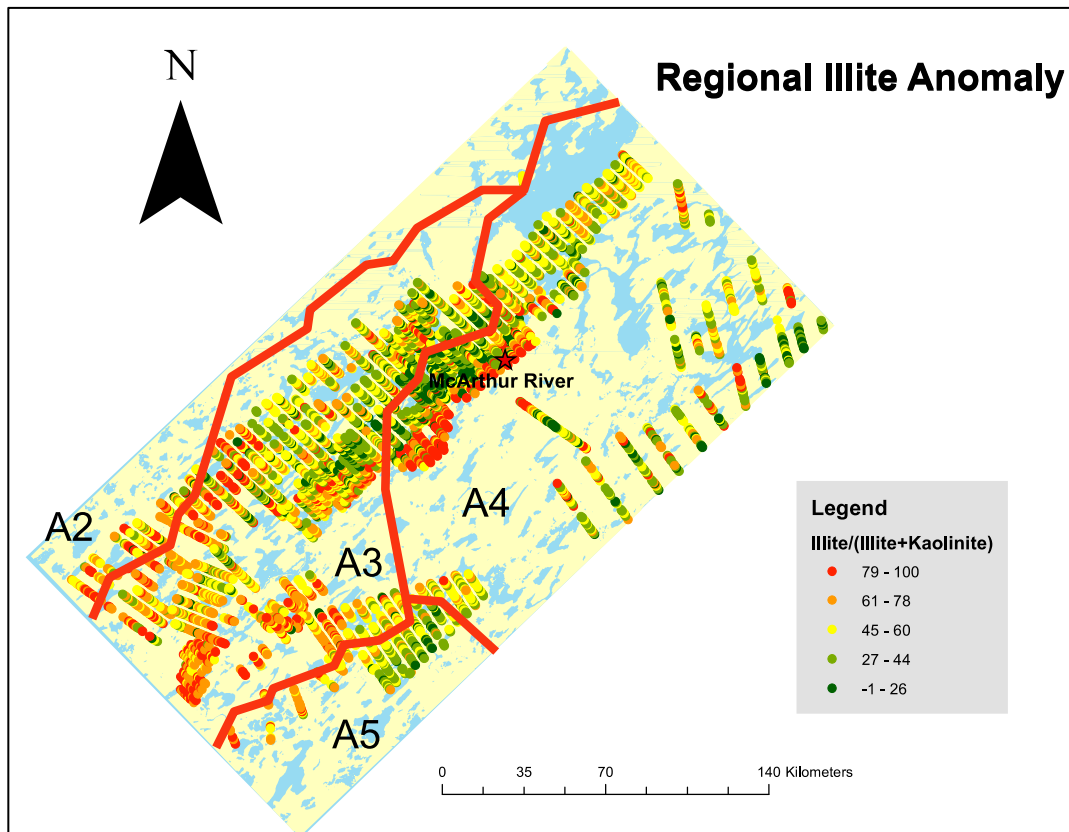 Regional Illite Anomaly
N
McArthur River
A2
A3
A4
A5
Legend
Illite/(Illite+Kaolinite)
79 - 100
61 - 78
45 - 60
27 - 44
-1 - 26
0 35 70 140 Kilometers